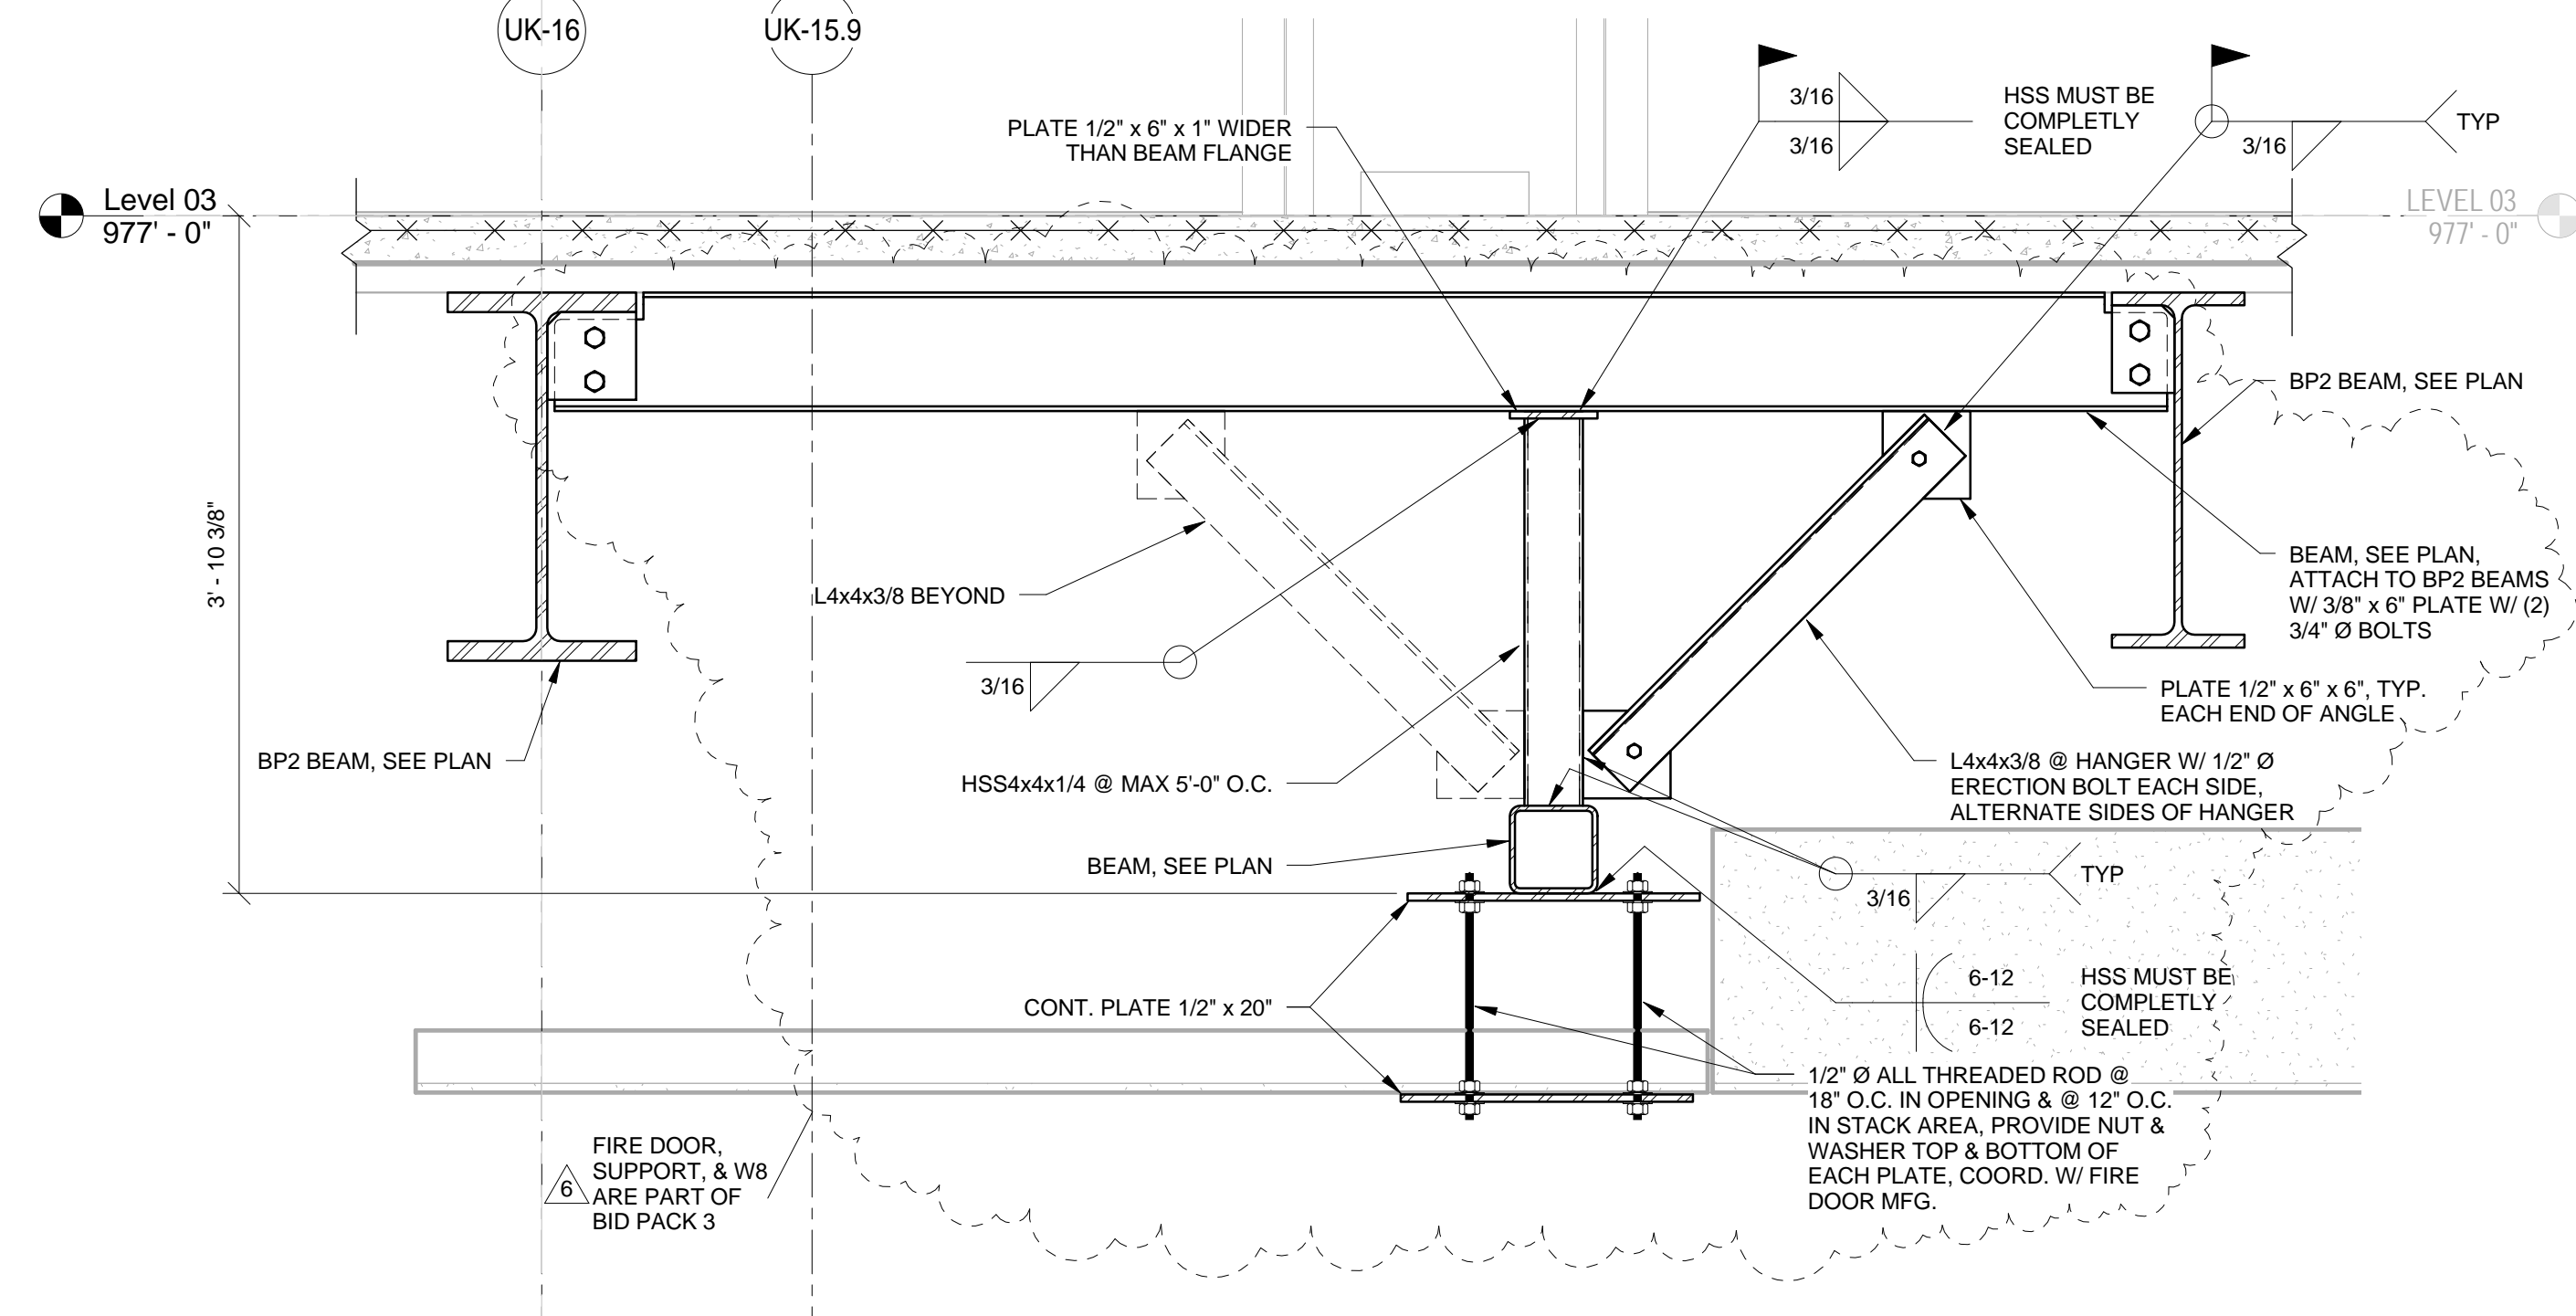 UK-16
UK-15.9
PLATE 1/2" x 6" x 1" WIDER
THAN BEAM FLANGE
3/16
3/16
HSS MUST BE
COMPLETLY
SEALED
3/16
TYP
Level 03
977' - 0"
LEVEL 03
977' - 0"
BP2 BEAM, SEE PLAN
3' - 10 3/8"
L4x4x3/8 BEYOND
BEAM, SEE PLAN,
ATTACH TO BP2 BEAMS
W/ 3/8" x 6" PLATE W/ (2)
3/4" Ø BOLTS
3/16
PLATE 1/2" x 6" x 6", TYP.
EACH END OF ANGLE
BP2 BEAM, SEE PLAN
HSS4x4x1/4 @ MAX 5'-0" O.C.
L4x4x3/8 @ HANGER W/ 1/2" Ø
ERECTION BOLT EACH SIDE,
ALTERNATE SIDES OF HANGER
BEAM, SEE PLAN
3/16
TYP
CONT. PLATE 1/2" x 20"
6-12
6-12
HSS MUST BE
COMPLETLY
SEALED
1/2" Ø ALL THREADED ROD @
18" O.C. IN OPENING & @ 12" O.C.
IN STACK AREA, PROVIDE NUT &
WASHER TOP & BOTTOM OF
EACH PLATE, COORD. W/ FIRE
DOOR MFG.
6
FIRE DOOR,
SUPPORT, & W8
ARE PART OF
BID PACK 3